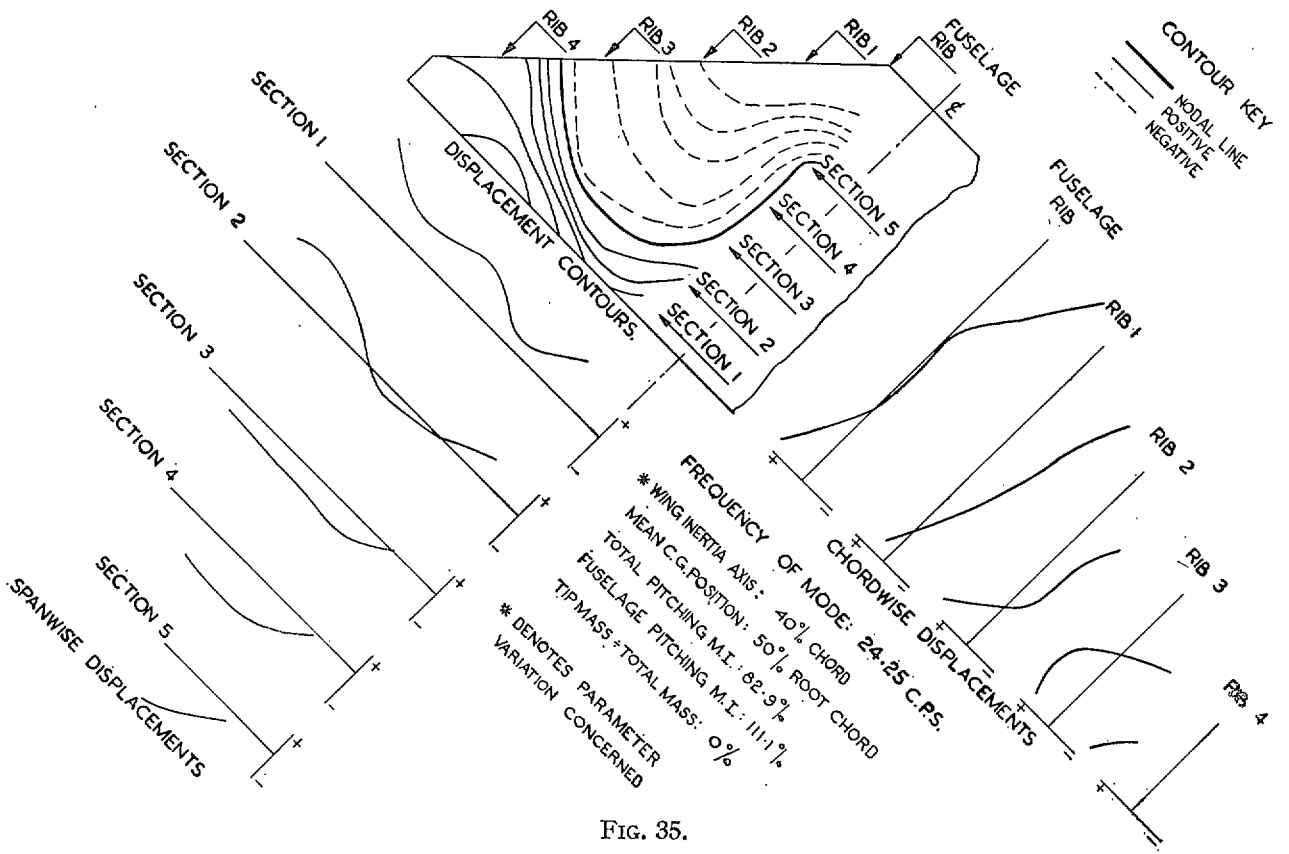 RIB 4
RIB 3
RIB 2
RIB 1
FUSELAGE
RIB
℄
CONTOUR KEY
NODAL LINE
POSITIVE
NEGATIVE
DISPLACEMENT CONTOURS.
SECTION 5
SECTION 4
SECTION 3
SECTION 2
SECTION 1
SECTION 1
SECTION 2
SECTION 3
SECTION 4
SECTION 5
SPANWISE DISPLACEMENTS
+
-
+
-
+
-
+
-
+
-
FUSELAGE
RIB
RIB 1
RIB 2
RIB 3
RIB 4
+
-
+
-
+
-
+
-
+
-
CHORDWISE DISPLACEMENTS
FREQUENCY OF MODE: 24.25 C.P.S.
* WING INERTIA AXIS: 40% CHORD
MEAN C.G. POSITION: 50% ROOT CHORD
TOTAL PITCHING M.I.: 82.9%
FUSELAGE PITCHING M.I.: 111.1%
TIP MASS ÷ TOTAL MASS: 0%
* DENOTES PARAMETER
VARIATION CONCERNED
FIG. 35.